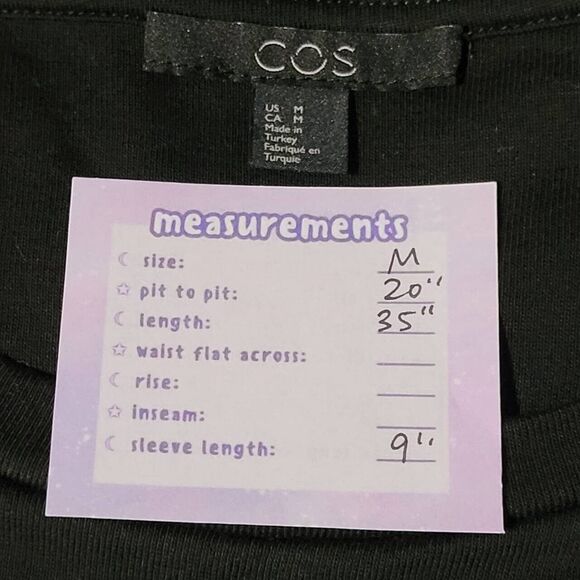 COS
US M
CA M
Made in
Turkey
Fabriqué en
Turquie
measurements
size: M
pit to pit: 20"
length: 35"
waist flat across:
rise:
inseam:
sleeve length: 9"